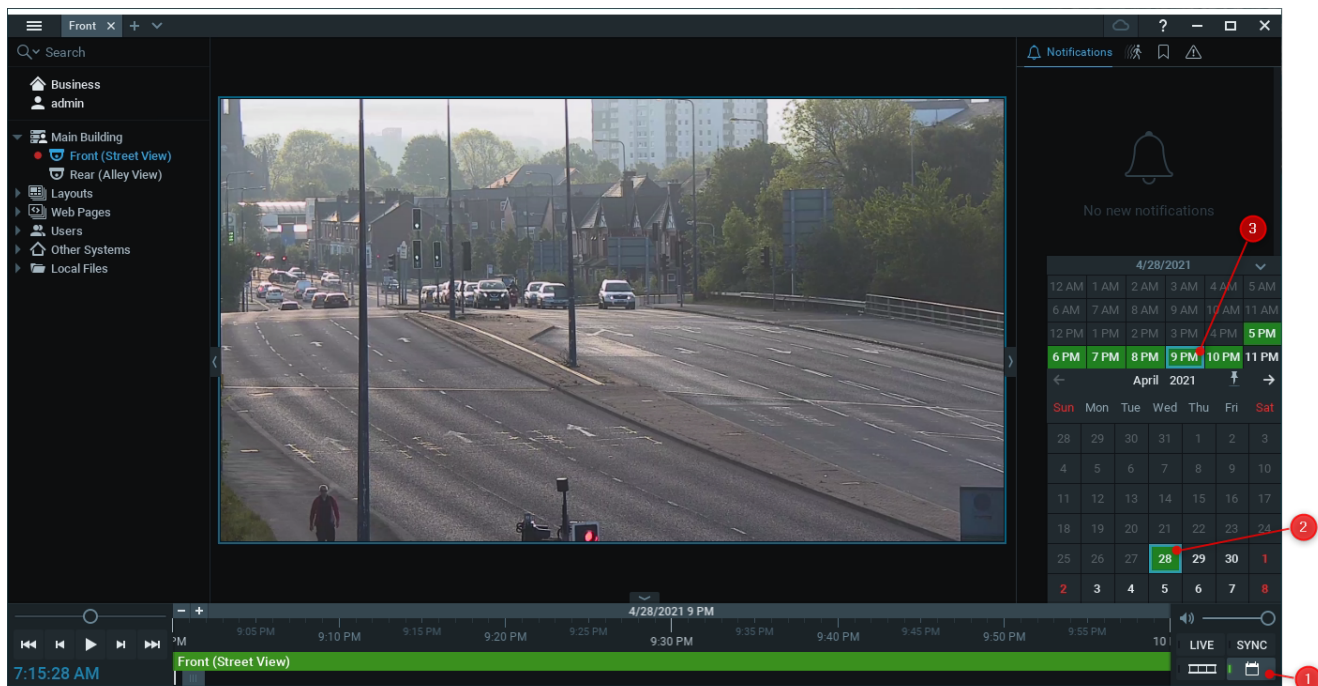 Front
?
Search
Notifications
Business
admin
Main Building
Front (Street View)
Rear (Alley View)
Layouts
Web Pages
Users
Other Systems
Local Files
No new notifications
3
4/28/2021
12 AM 1 AM 2 AM 3 AM 4 AM 5 AM
6 AM 7 AM 8 AM 9 AM 10 AM 11 AM
12 PM 1 PM 2 PM 3 PM 4 PM 5 PM
6 PM 7 PM 8 PM 9 PM 10 PM 11 PM
April 2021
Sun Mon Tue Wed Thu Fri Sat
28 29 30 31 1 2 3
4 5 6 7 8 9 10
11 12 13 14 15 16 17
18 19 20 21 22 23 24
2
25 26 27 28 29 30 1
2 3 4 5 6 7 8
4/28/2021 9 PM
PM 9:05 PM 9:10 PM 9:15 PM 9:20 PM 9:25 PM 9:30 PM 9:35 PM 9:40 PM 9:45 PM 9:50 PM 9:55 PM 10
LIVE SYNC
Front (Street View)
7:15:28 AM
1